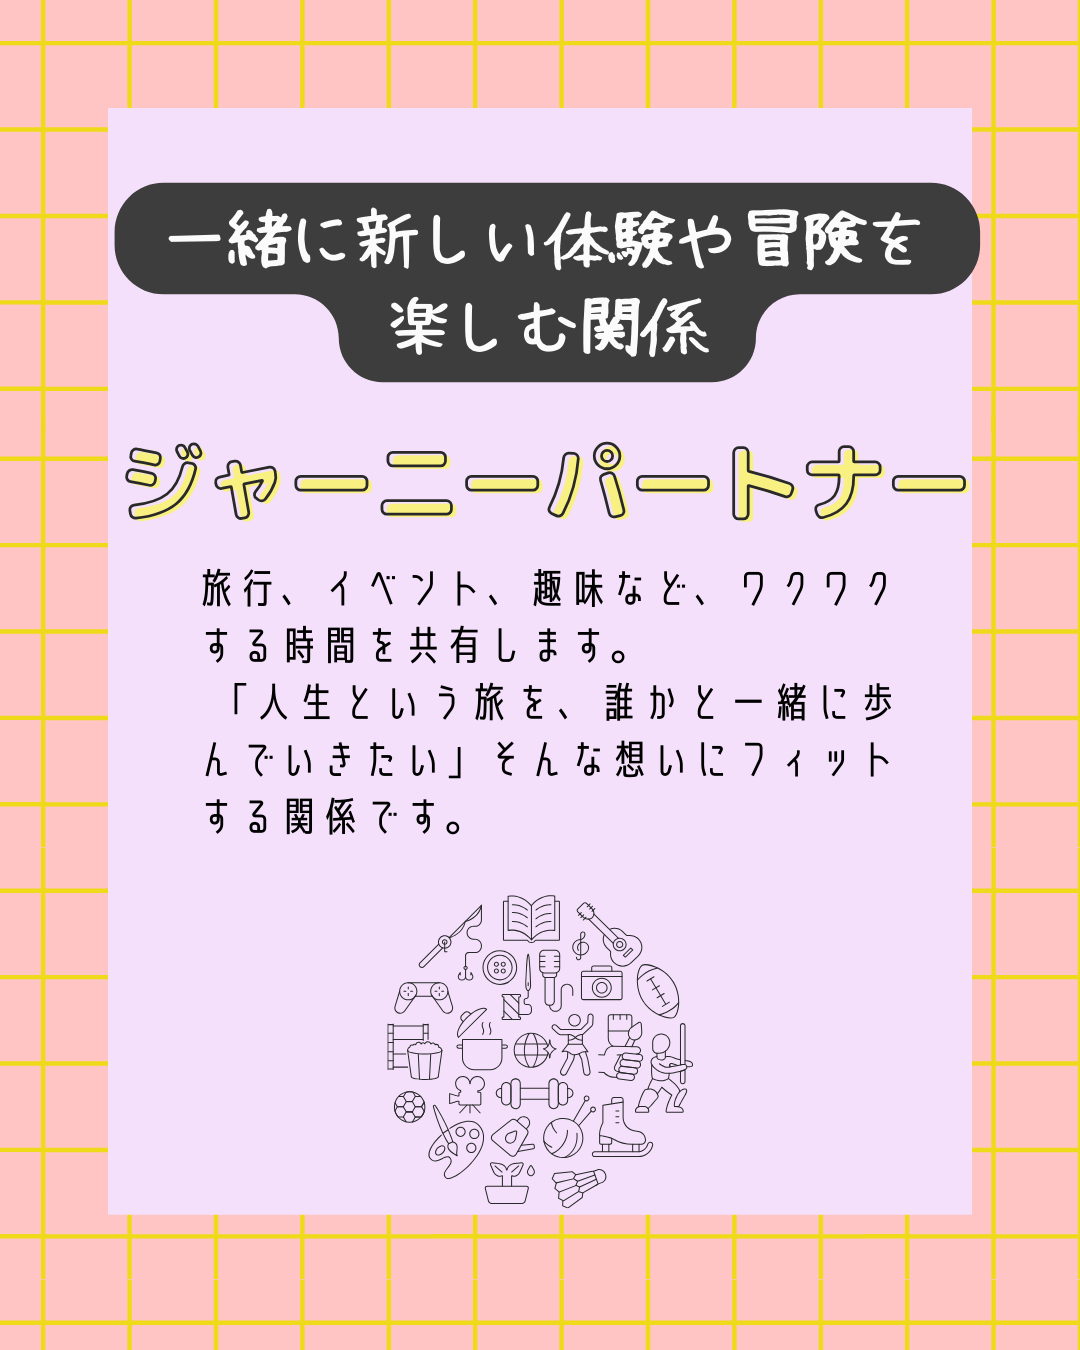 一緒に新しい体験や冒険を
楽しむ関係
ジャーニーパートナー
旅行、イベント、趣味など、ワクワク
する時間を共有します。
「人生という旅を、誰かと一緒に歩
んでいきたい」そんな想いにフィット
する関係です。